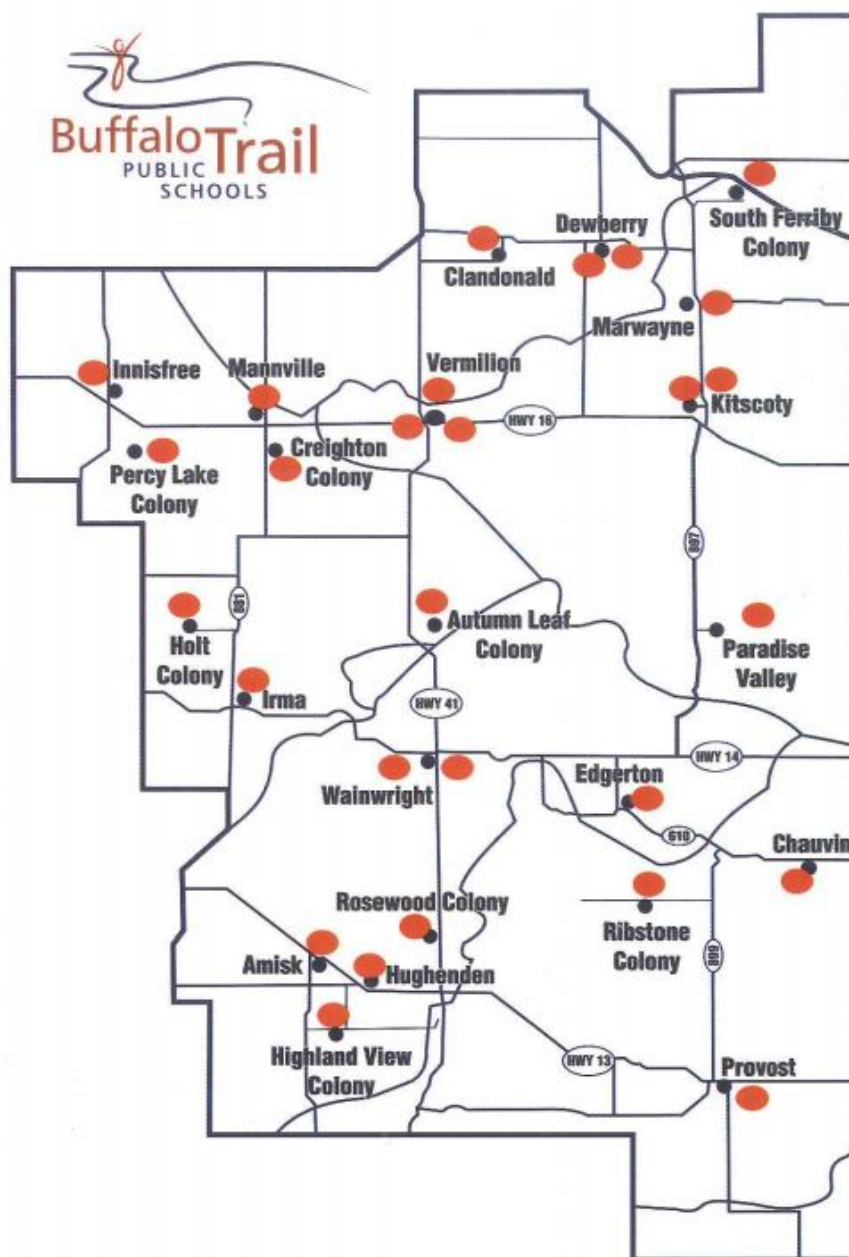 Buffalo Trail
PUBLIC
SCHOOLS
South Ferriby
Colony
Dewberry
Clandonald
Marwayne
Innisfree
Mannville
Vermilion
Kitscoty
HWY 16
Percy Lake
Colony
Creighton
Colony
897
881
Holt
Colony
Autumn Leaf
Colony
Paradise
Valley
Irma
HWY 41
HWY 14
Wainwright
Edgerton
610
Chauvin
Rosewood Colony
Ribstone
Colony
Amisk
Hughenden
899
Highland View
Colony
HWY 13
Provost